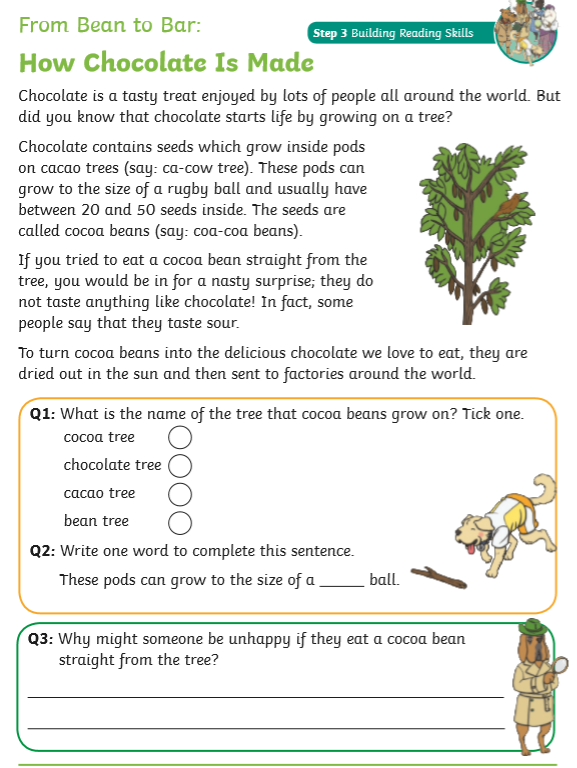 From Bean to Bar:
Step 3 Building Reading Skills
How Chocolate Is Made
Chocolate is a tasty treat enjoyed by lots of people all around the world. But
did you know that chocolate starts life by growing on a tree?
Chocolate contains seeds which grow inside pods
on cacao trees (say: ca-cow tree). These pods can
grow to the size of a rugby ball and usually have
between 20 and 50 seeds inside. The seeds are
called cocoa beans (say: coa-coa beans).
If you tried to eat a cocoa bean straight from the
tree, you would be in for a nasty surprise; they do
not taste anything like chocolate! In fact, some
people say that they taste sour.
To turn cocoa beans into the delicious chocolate we love to eat, they are
dried out in the sun and then sent to factories around the world.
Q1: What is the name of the tree that cocoa beans grow on? Tick one.
cocoa tree
chocolate tree
cacao tree
bean tree
Q2: Write one word to complete this sentence.
These pods can grow to the size of a _____ ball.
Q3: Why might someone be unhappy if they eat a cocoa bean
straight from the tree?